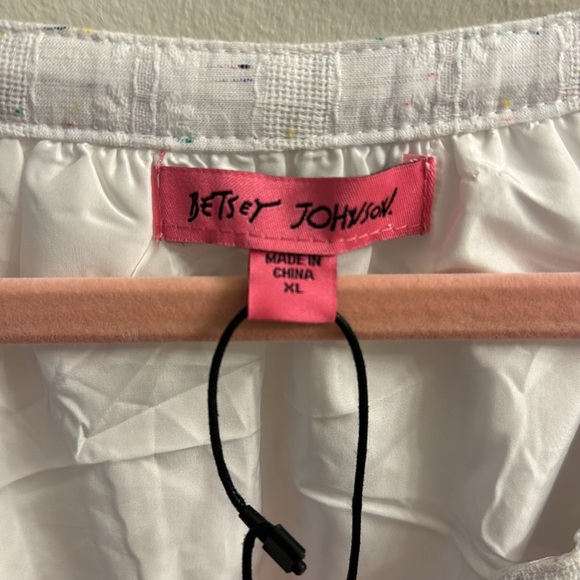 BETSEY JOHNSON.
MADE IN
CHINA
XL